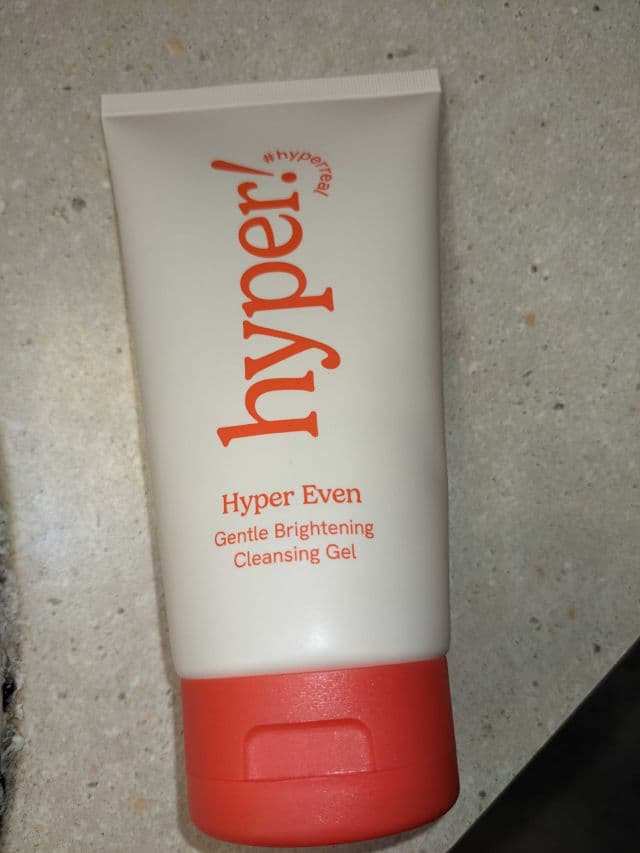 #hyperreal
hyper!
Hyper Even
Gentle Brightening
Cleansing Gel